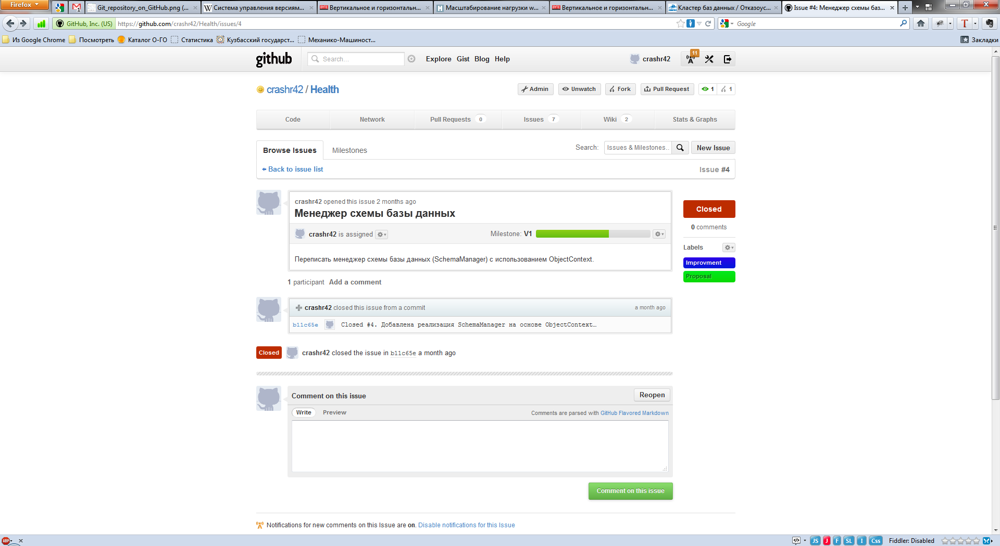 Firefox
Git_repository_on_GitHub.png (...
Система управления версиям...
Вертикальное и горизонтальн...
Масштабирование нагрузки w...
Вертикальное и горизонтальн...
Кластер баз данных / Отказоус...
Issue #4: Менеджер схемы баз...
GitHub, Inc. (US)
https://github.com/crashr42/Health/issues/4
Google
Из Google Chrome
Посмотреть
Каталог О-ГО
Статистика
Кузбасский государст...
Механико-Машиност...
Закладки
github
Search...
Explore Gist Blog Help
crashr42
11
crashr42 / Health
Admin
Unwatch
Fork
Pull Request
1
1
Code
Network
Pull Requests 0
Issues 7
Wiki 2
Stats & Graphs
Browse Issues
Milestones
Search:
Issues & Milestones..
New Issue
Back to issue list
Issue #4
crashr42 opened this issue 2 months ago
Менеджер схемы базы данных
crashr42 is assigned
Milestone: V1
Переписать менеджер схемы базы данных (SchemaManager) с использованием ObjectContext.
Closed
0 comments
Labels
Improvment
Proposal
1 participant Add a comment
crashr42 closed this issue from a commit
a month ago
b11c65e
Closed #4. Добавлена реализация SchemaManager на основе ObjectContext…
Closed
crashr42 closed the issue in b11c65e a month ago
Comment on this issue
Reopen
Write
Preview
Comments are parsed with GitHub Flavored Markdown
Comment on this issue
Notifications for new comments on this Issue are on. Disable notifications for this Issue
ABP
JS
J
F
SL
I
Css
Fiddler: Disabled